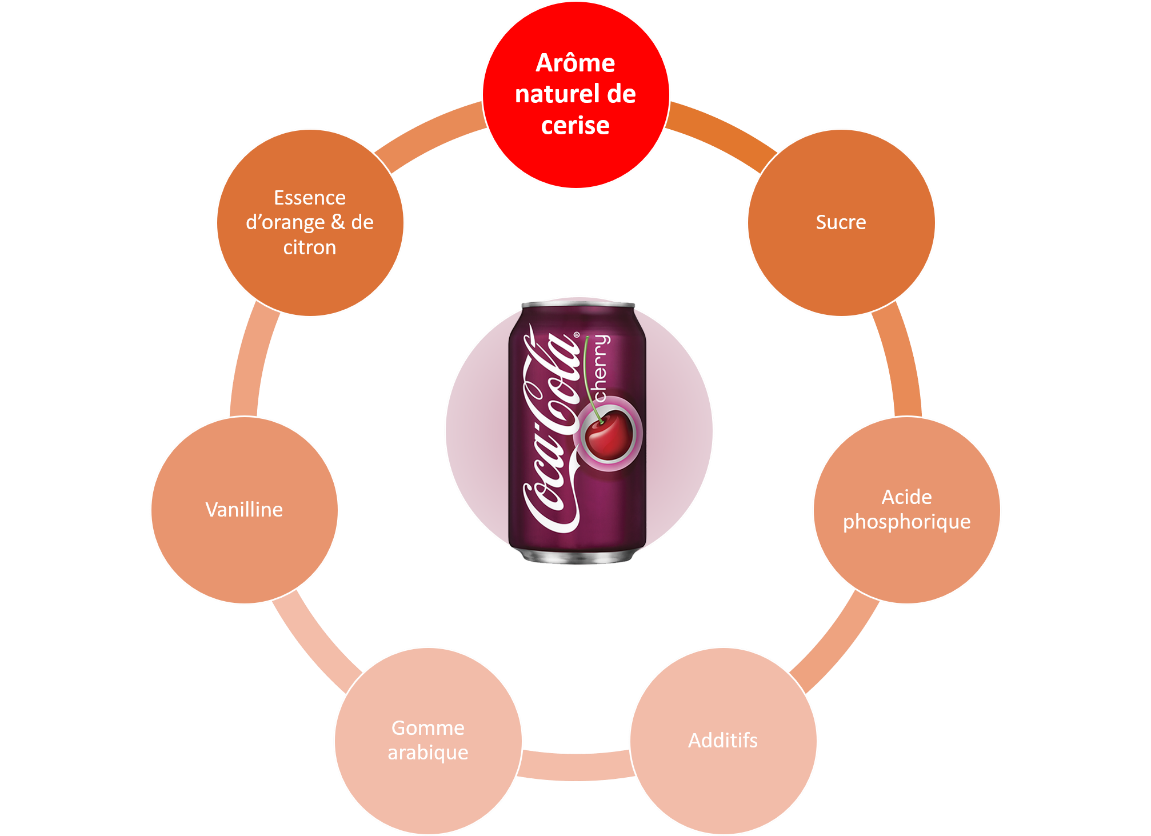 Arôme
naturel de
cerise
Essence
d’orange & de
citron
Sucre
Coca-Cola®
cherry
Vanilline
Acide
phosphorique
Gomme
arabique
Additifs